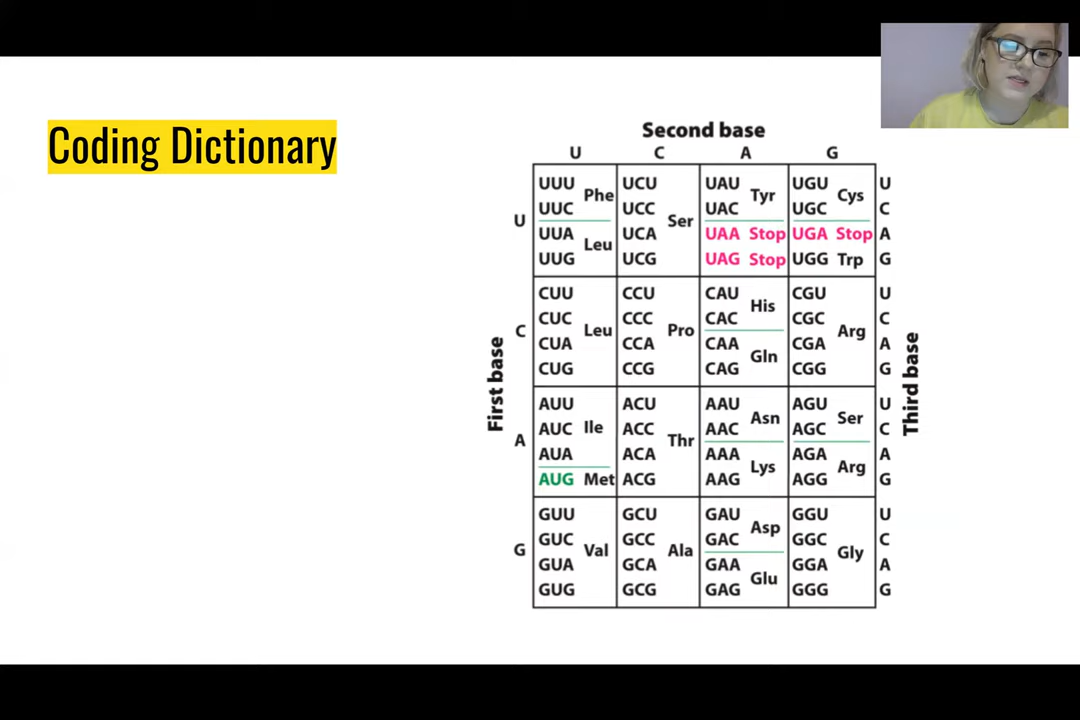 Coding Dictionary
Second base
U C A G
First base
Third base
U
UUU Phe UCU Ser UAU Tyr UGU Cys U
UUC UCC UAC UGC C
UUA Leu UCA UAA Stop UGA Stop A
UUG UCG UAG Stop UGG Trp G
C
CUU Leu CCU Pro CAU His CGU Arg U
CUC CCC CAC CGC C
CUA CCA CAA Gln CGA A
CUG CCG CAG CGG G
A
AUU Ile ACU Thr AAU Asn AGU Ser U
AUC ACC AAC AGC C
AUA ACA AAA Lys AGA Arg A
AUG Met ACG AAG AGG G
G
GUU Val GCU Ala GAU Asp GGU Gly U
GUC GCC GAC GGC C
GUA GCA GAA Glu GGA A
GUG GCG GAG GGG G